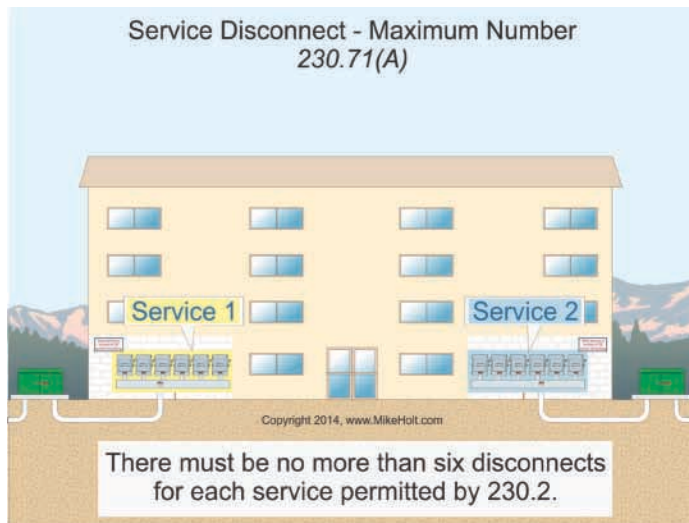 Service Disconnect - Maximum Number
230.71(A)
Service 1
Service 2
Copyright 2014, www.MikeHolt.com
There must be no more than six disconnects
for each service permitted by 230.2.